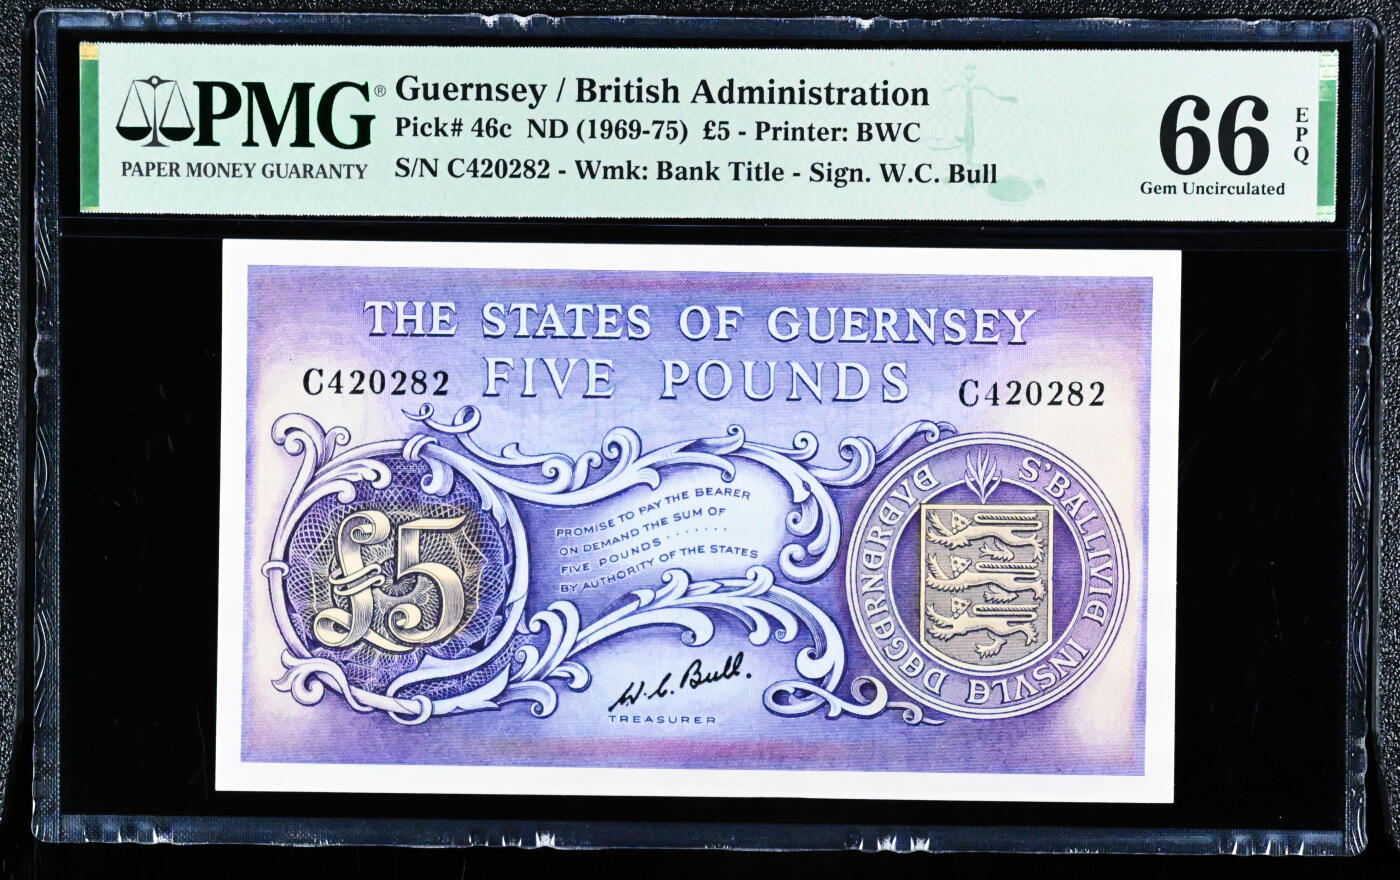 PMG®
PAPER MONEY GUARANTY
Guernsey / British Administration
Pick# 46c ND (1969-75) £5 - Printer: BWC
S/N C420282 - Wmk: Bank Title - Sign. W.C. Bull
66
EPQ
Gem Uncirculated
THE STATES OF GUERNSEY
FIVE POUNDS
C420282
C420282
£5
PROMISE TO PAY THE BEARER
ON DEMAND THE SUM OF
FIVE POUNDS · · · · · · ·
BY AUTHORITY OF THE STATES
W. C. Bull.
TREASURER
S'BALLIVIE INSVLE DEGERNEREVE